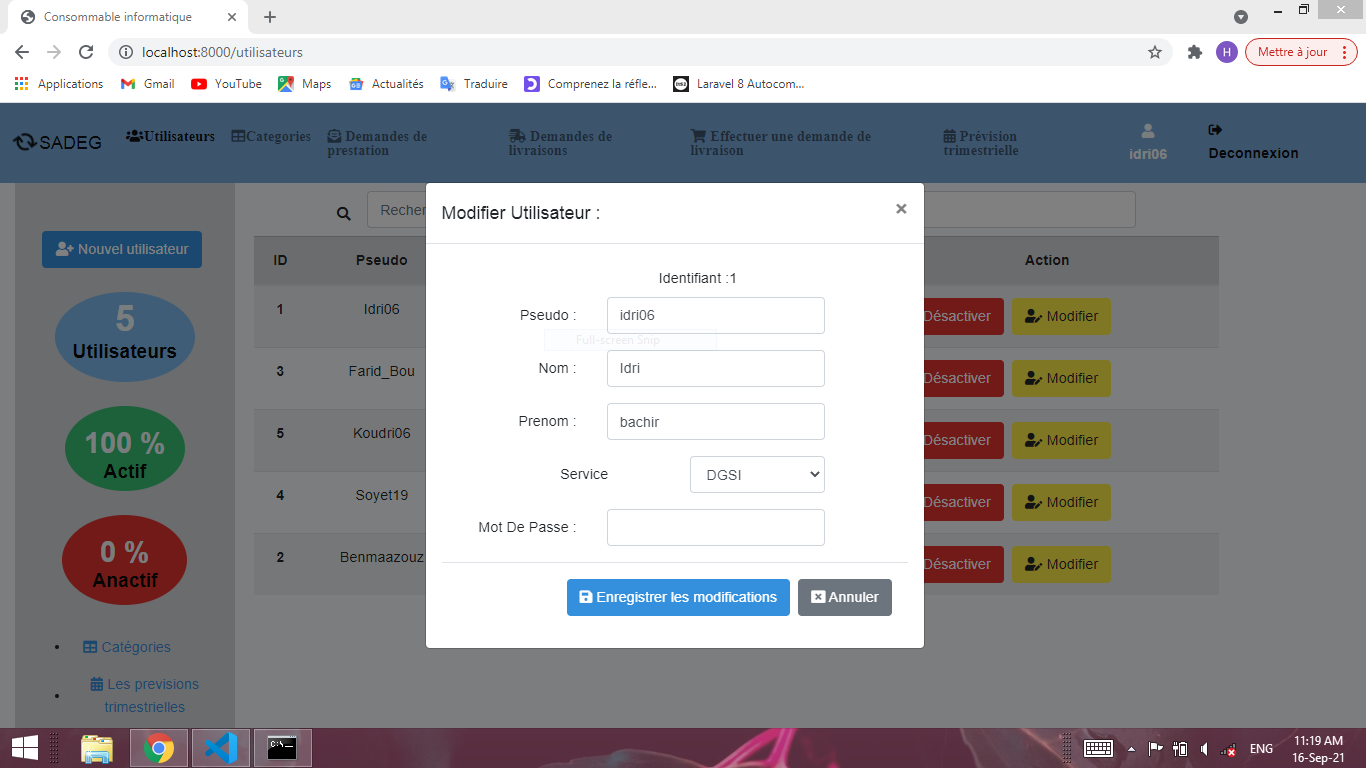 Consommable informatique
localhost:8000/utilisateurs
H
Mettre à jour
Applications
Gmail
YouTube
Maps
Actualités
Traduire
Comprenez la réfle...
Laravel 8 Autocom...
SADEG
Utilisateurs
Categories
Demandes de
prestation
Demandes de
livraisons
Effectuer une demande de
livraison
Prévision
trimestrielle
idri06
Deconnexion
Nouvel utilisateur
5
Utilisateurs
100 %
Actif
0 %
Anactif
Catégories
Les previsions
trimestrielles
Recher
ID Pseudo Action
1 Idri06 Désactiver Modifier
3 Farid_Bou Désactiver Modifier
5 Koudri06 Désactiver Modifier
4 Soyet19 Désactiver Modifier
2 Benmaazouz Désactiver Modifier
Modifier Utilisateur :
×
Identifiant :1
Pseudo : idri06
Full-screen Snip
Nom : Idri
Prenom : bachir
Service DGSI
Mot De Passe :
Enregistrer les modifications
Annuler
ENG
11:19 AM
16-Sep-21